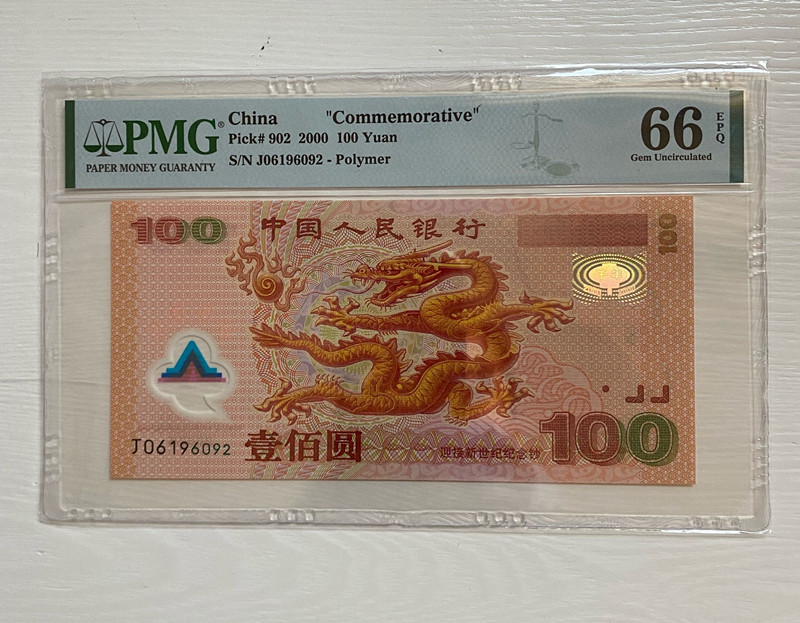 PMG®
PAPER MONEY GUARANTY
China "Commemorative"
Pick# 902 2000 100 Yuan
S/N J06196092 - Polymer
66
EPQ
Gem Uncirculated
100
中国人民银行
100
J06196092
壹佰圆
迎接新世纪纪念钞
100